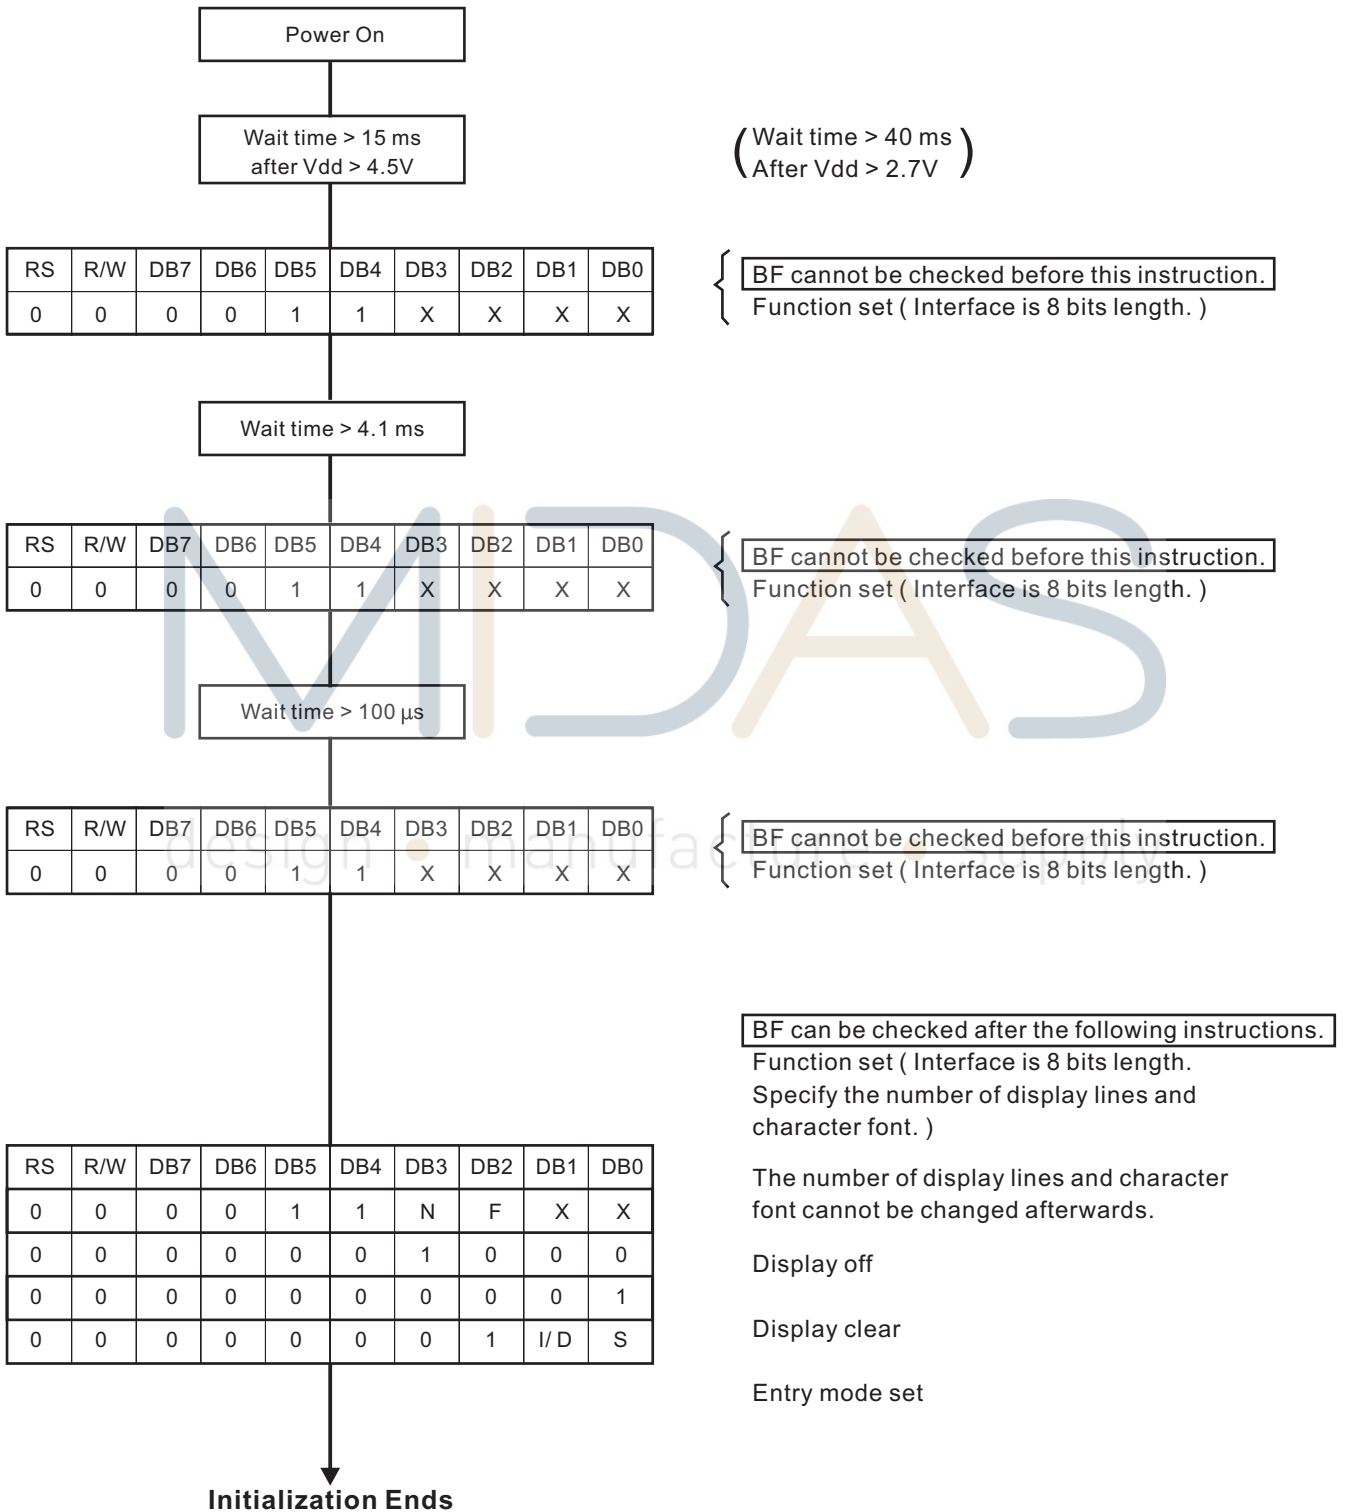 Power On
Wait time > 15 ms
after Vdd > 4.5V
(Wait time > 40 ms
After Vdd > 2.7V)
RS R/W DB7 DB6 DB5 DB4 DB3 DB2 DB1 DB0
0 0 0 0 1 1 X X X X
BF cannot be checked before this instruction.
Function set ( Interface is 8 bits length. )
Wait time > 4.1 ms
RS R/W DB7 DB6 DB5 DB4 DB3 DB2 DB1 DB0
0 0 0 0 1 1 X X X X
BF cannot be checked before this instruction.
Function set ( Interface is 8 bits length. )
MIDAS
Wait time > 100 μs
design • manufacture • supply
RS R/W DB7 DB6 DB5 DB4 DB3 DB2 DB1 DB0
0 0 0 0 1 1 X X X X
BF cannot be checked before this instruction.
Function set ( Interface is 8 bits length. )
BF can be checked after the following instructions.
Function set ( Interface is 8 bits length.
Specify the number of display lines and
character font. )
The number of display lines and character
font cannot be changed afterwards.
RS R/W DB7 DB6 DB5 DB4 DB3 DB2 DB1 DB0
0 0 0 0 1 1 N F X X
0 0 0 0 0 0 1 0 0 0
0 0 0 0 0 0 0 0 0 1
0 0 0 0 0 0 0 1 I/ D S
Display off
Display clear
Entry mode set
Initialization Ends